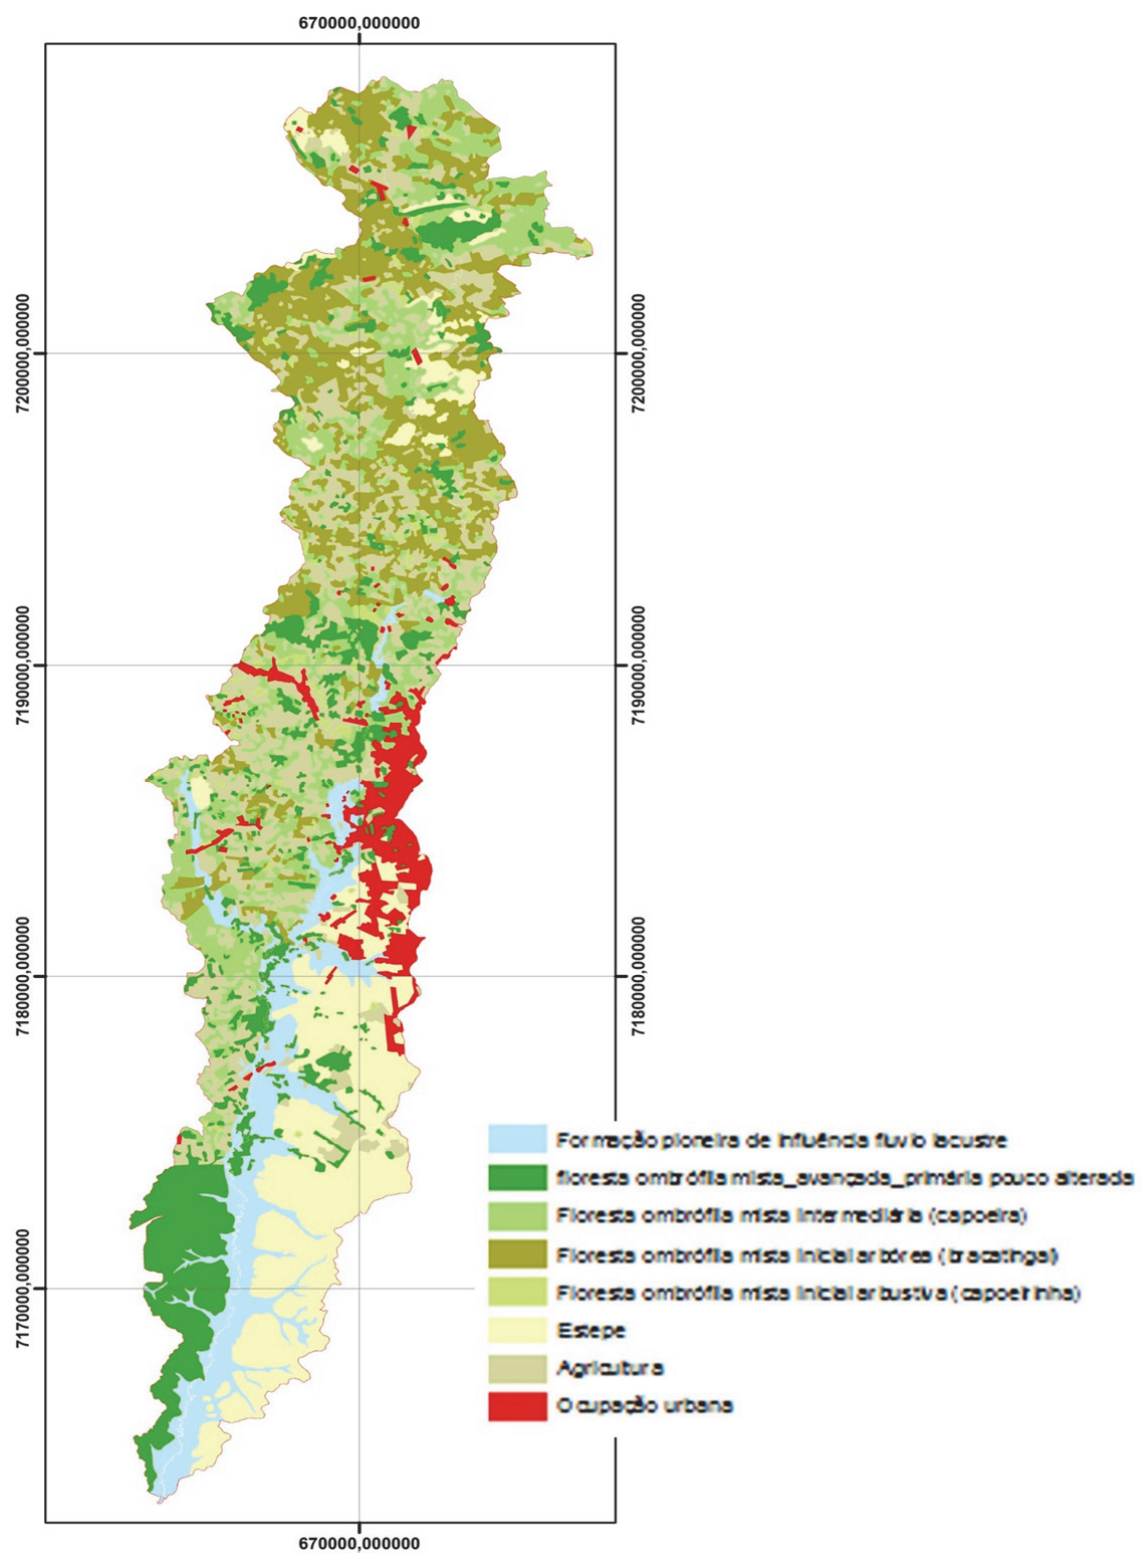 670000,000000
7200000,000000
7200000,000000
7190000,000000
7190000,000000
7180000,000000
7180000,000000
7170000,000000
Formação pioneira de influência fluvio lacustre
floresta ombrófila mista_avançada_primária pouco alterada
Floresta ombrófila mista intermediária (capoeira)
Floresta ombrófila mista inicial arbórea (bracatinga)
Floresta ombrófila mista inicial arbustiva (capoeirinha)
Estepe
Agricultura
Ocupação urbana
670000,000000